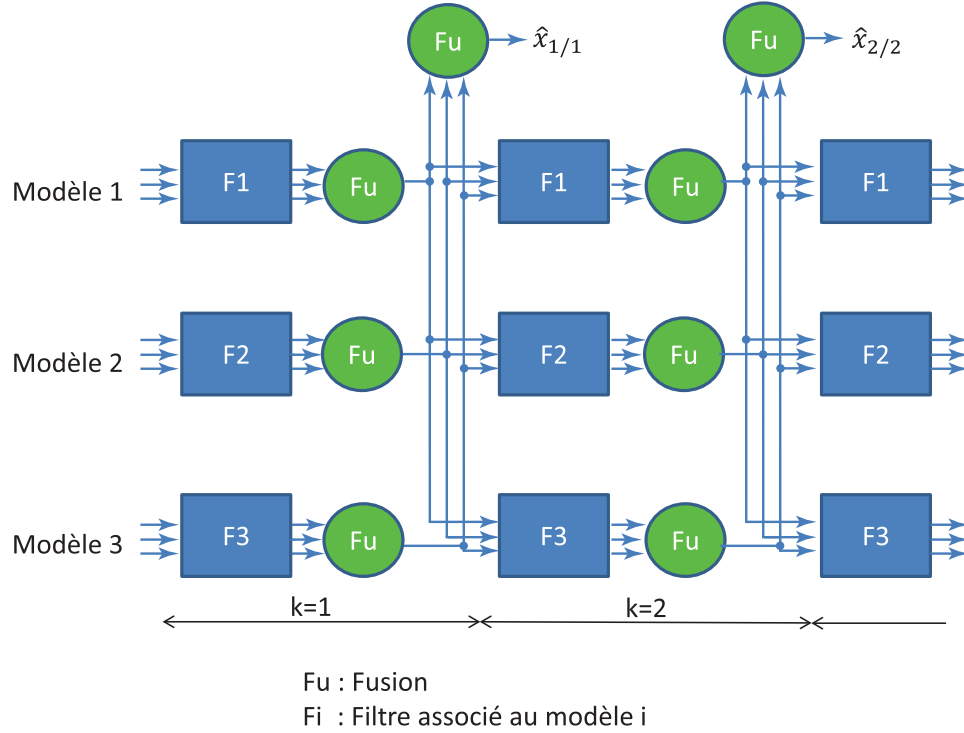 Fu
x̂1/1
Fu
x̂2/2
Modèle 1
F1
Fu
F1
Fu
F1
Modèle 2
F2
Fu
F2
Fu
F2
Modèle 3
F3
Fu
F3
Fu
F3
k=1
k=2
Fu : Fusion
Fi : Filtre associé au modèle i